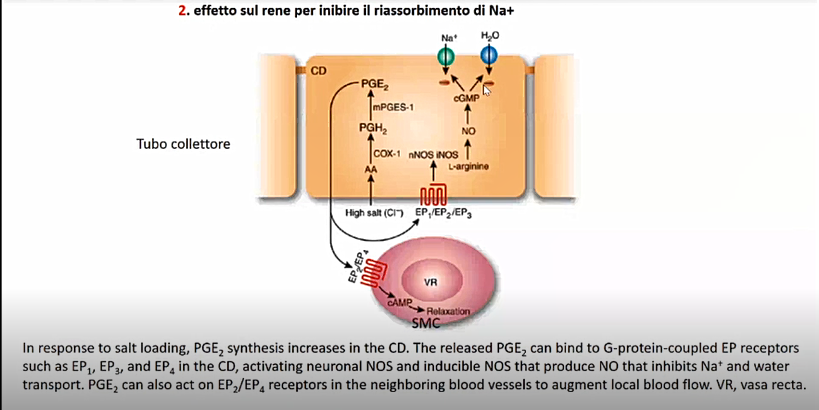 2. effetto sul rene per inibire il riassorbimento di Na+
Na⁺ H₂O
CD
PGE₂
cGMP
mPGES-1
PGH₂
NO
Tubo collettore
COX-1 nNOS iNOS
AA
L-arginine
High salt (Cl⁻) EP₁/EP₂/EP₃
EP₂/EP₄
VR
cAMP
Relaxation
SMC
In response to salt loading, PGE₂ synthesis increases in the CD. The released PGE₂ can bind to G-protein-coupled EP receptors
such as EP₁, EP₃, and EP₄ in the CD, activating neuronal NOS and inducible NOS that produce NO that inhibits Na⁺ and water
transport. PGE₂ can also act on EP₂/EP₄ receptors in the neighboring blood vessels to augment local blood flow. VR, vasa recta.